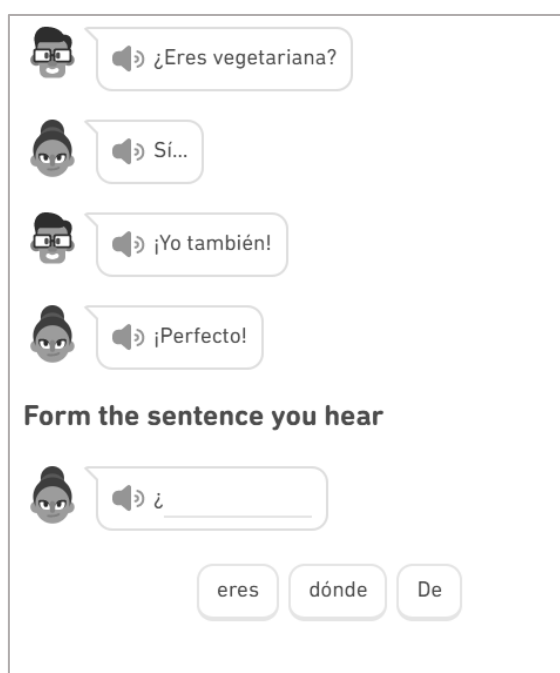 ¿Eres vegetariana?
Sí...
¡Yo también!
¡Perfecto!
Form the sentence you hear
¿
eres dónde De